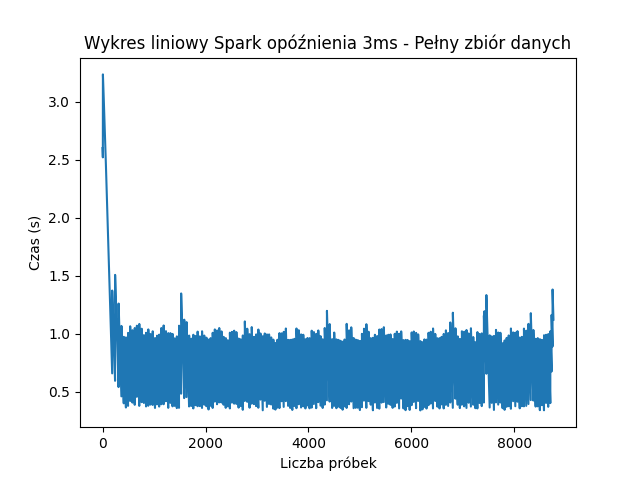 Wykres liniowy Spark opóźnienia 3ms - Pełny zbiór danych
3.0
2.5
2.0
1.5
1.0
0.5
Czas (s)
0 2000 4000 6000 8000
Liczba próbek